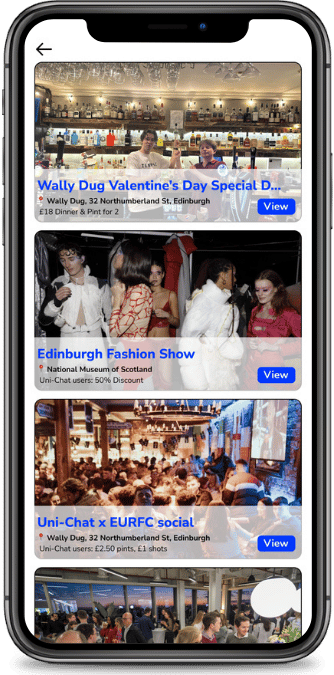 Wally Dug Valentine's Day Special D...
Wally Dug, 32 Northumberland St, Edinburgh
£18 Dinner & Pint for 2
View
Edinburgh Fashion Show
National Museum of Scotland
Uni-Chat users: 50% Discount
View
Uni-Chat x EURFC social
Wally Dug, 32 Northumberland St, Edinburgh
Uni-Chat users: £2.50 pints, £1 shots
View